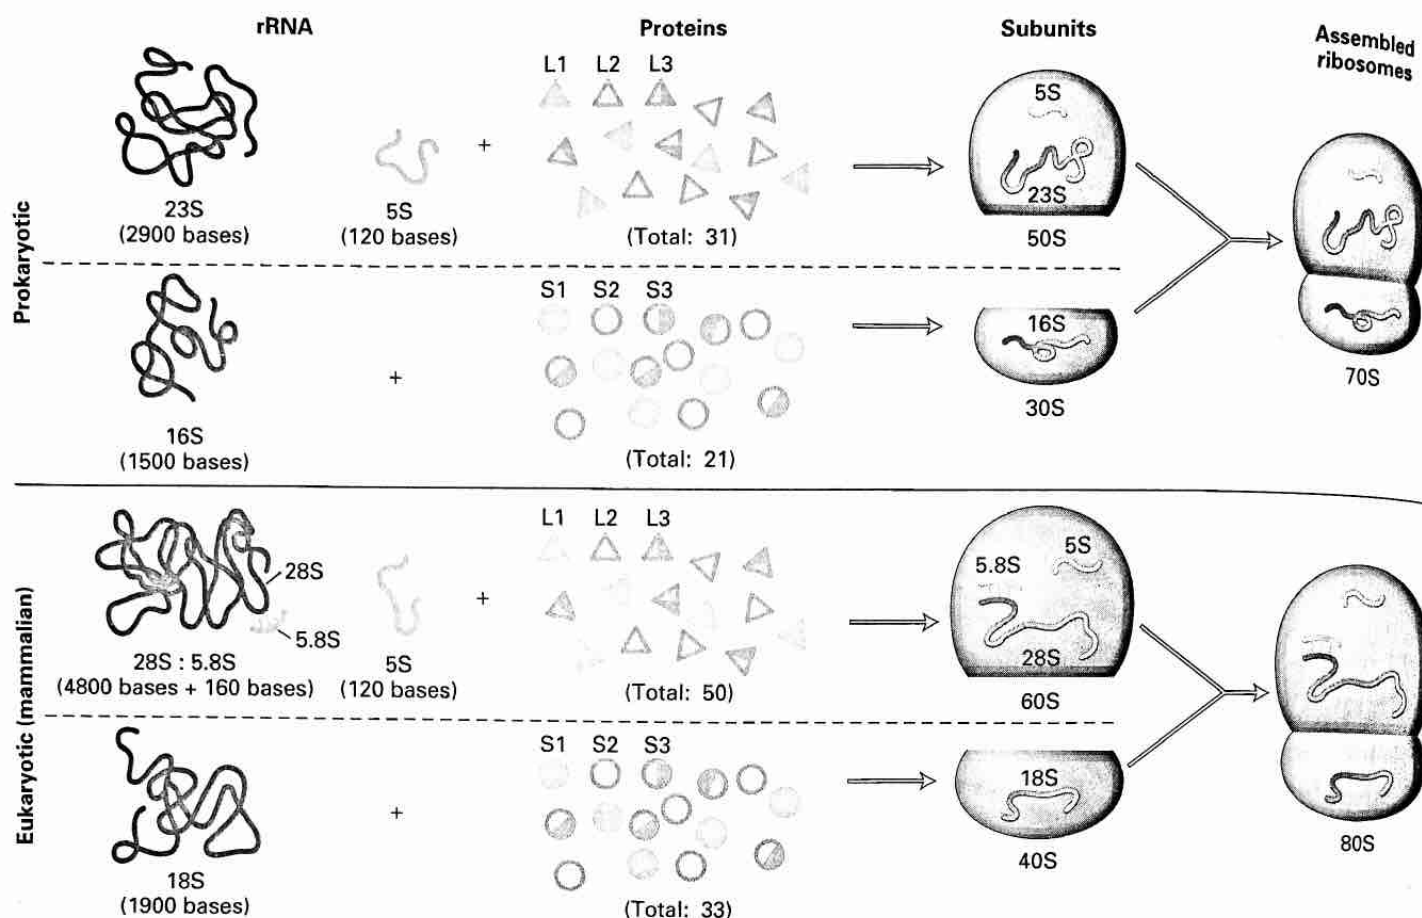 rRNA
Proteins
Subunits
Assembled
ribosomes
Prokaryotic
23S
(2900 bases)
5S
(120 bases)
+
L1 L2 L3
(Total: 31)
5S
23S
50S
16S
(1500 bases)
+
S1 S2 S3
(Total: 21)
16S
30S
70S
Eukaryotic (mammalian)
28S
5.8S
28S : 5.8S
(4800 bases + 160 bases)
5S
(120 bases)
+
L1 L2 L3
(Total: 50)
5.8S
5S
28S
60S
18S
(1900 bases)
+
S1 S2 S3
(Total: 33)
18S
40S
80S